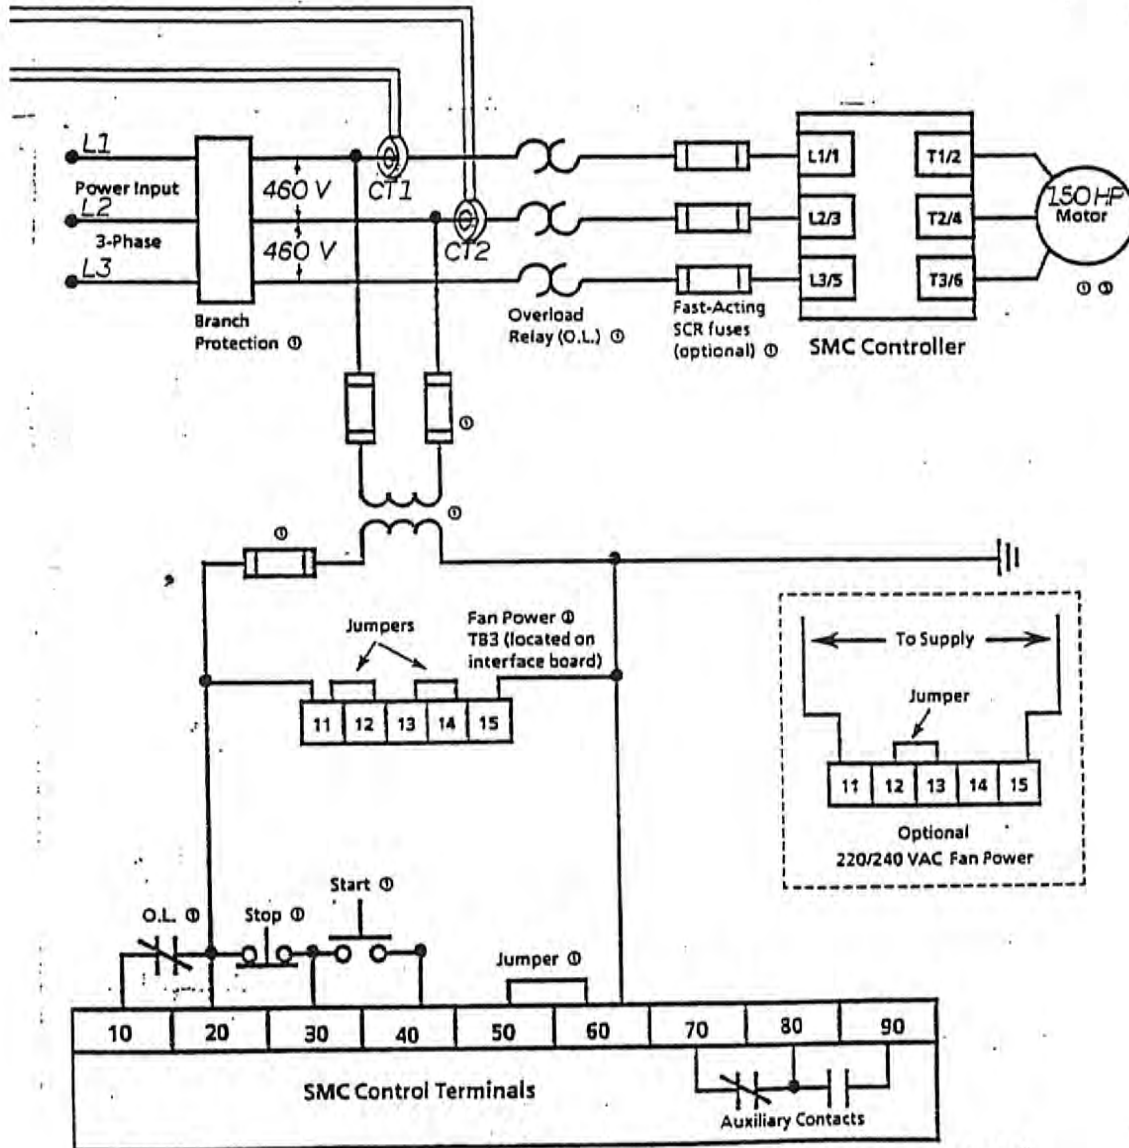 L1
L1/1
T1/2
Power Input
460 V
CT1
150 HP
Motor
L2
L2/3
T2/4
3-Phase
460 V
CT2
L3
L3/5
T3/6
① ①
Branch
Protection ①
Overload
Relay (O.L.) ①
Fast-Acting
SCR fuses
(optional) ①
SMC Controller
①
①
①
Jumpers
Fan Power ①
TB3 (located on
interface board)
11 12 13 14 15
To Supply
Jumper
11 12 13 14 15
Optional
220/240 VAC Fan Power
O.L. ①
Stop ①
Start ①
Jumper ①
10 20 30 40 50 60 70 80 90
SMC Control Terminals
Auxiliary Contacts